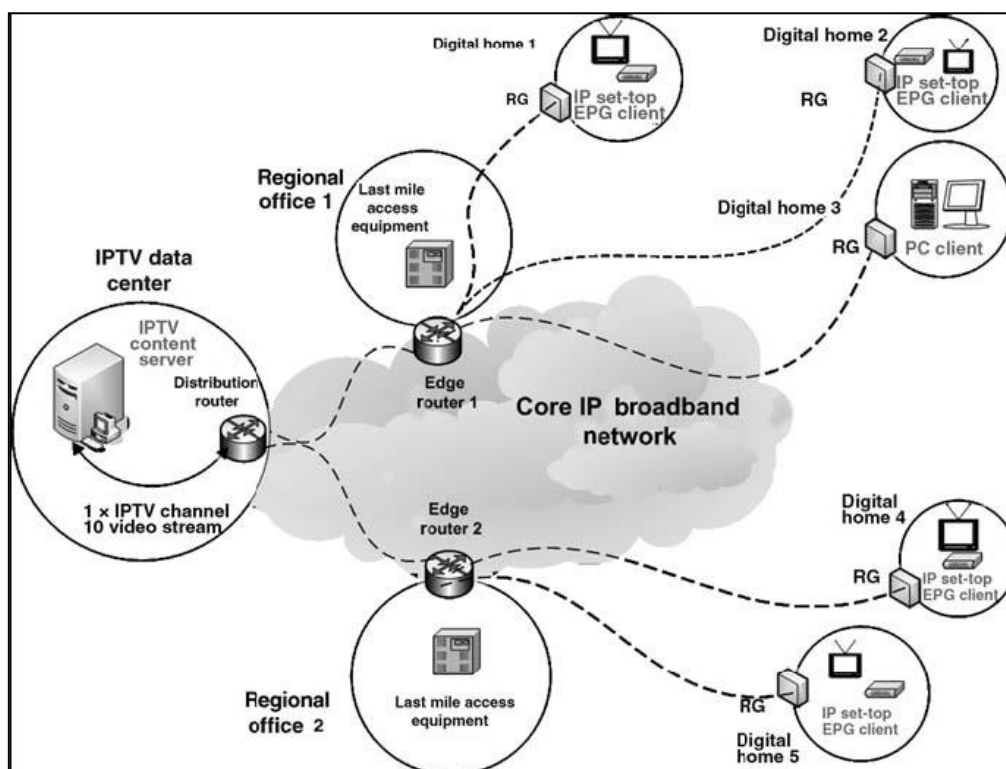 Digital home 1
RG
IP set-top
EPG client
Digital home 2
RG
IP set-top
EPG client
Regional
office 1
Last mile
access
equipment
Digital home 3
RG
PC client
IPTV data
center
IPTV
content
server
Distribution
router
1 × IPTV channel
10 video stream
Edge
router 1
Core IP broadband
network
Edge
router 2
Digital
home 4
RG
IP set-top
EPG client
Regional
office 2
Last mile access
equipment
RG
IP set-top
EPG client
Digital
home 5